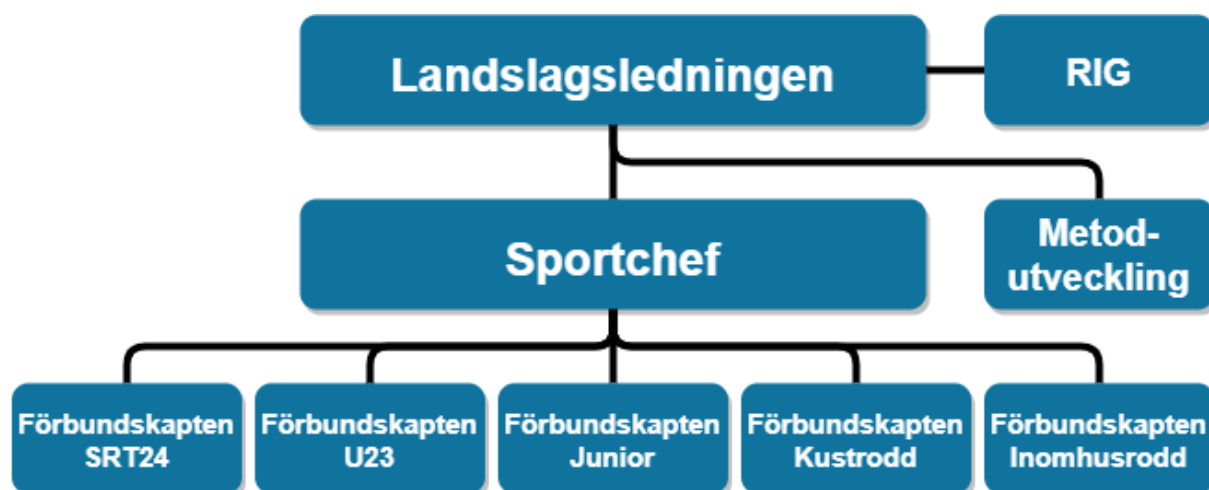 Landslagsledningen
RIG
Sportchef
Metod-
utveckling
Förbundskapten
SRT24
Förbundskapten
U23
Förbundskapten
Junior
Förbundskapten
Kustrodd
Förbundskapten
Inomhusrodd